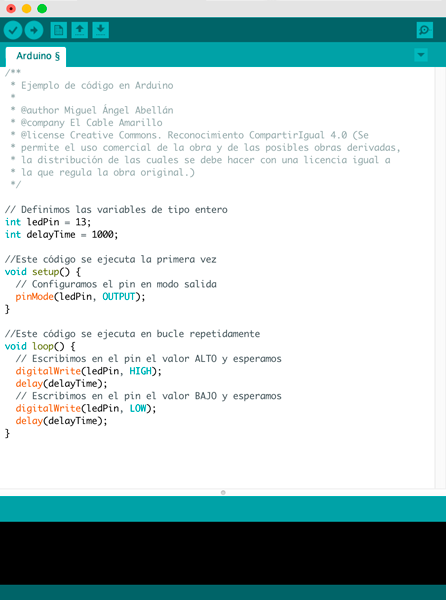 Arduino §
/**
 * Ejemplo de código en Arduino
 *
 * @author Miguel Ángel Abellán
 * @company El Cable Amarillo
 * @license Creative Commons. Reconocimiento CompartirIgual 4.0 (Se
 * permite el uso comercial de la obra y de las posibles obras derivadas,
 * la distribución de las cuales se debe hacer con una licencia igual a
 * la que regula la obra original.)
 */

// Definimos las variables de tipo entero
int ledPin = 13;
int delayTime = 1000;

//Este código se ejecuta la primera vez
void setup() {
  // Configuramos el pin en modo salida
  pinMode(ledPin, OUTPUT);
}

//Este código se ejecuta en bucle repetidamente
void loop() {
  // Escribimos en el pin el valor ALTO y esperamos
  digitalWrite(ledPin, HIGH);
  delay(delayTime);
  // Escribimos en el pin el valor BAJO y esperamos
  digitalWrite(ledPin, LOW);
  delay(delayTime);
}